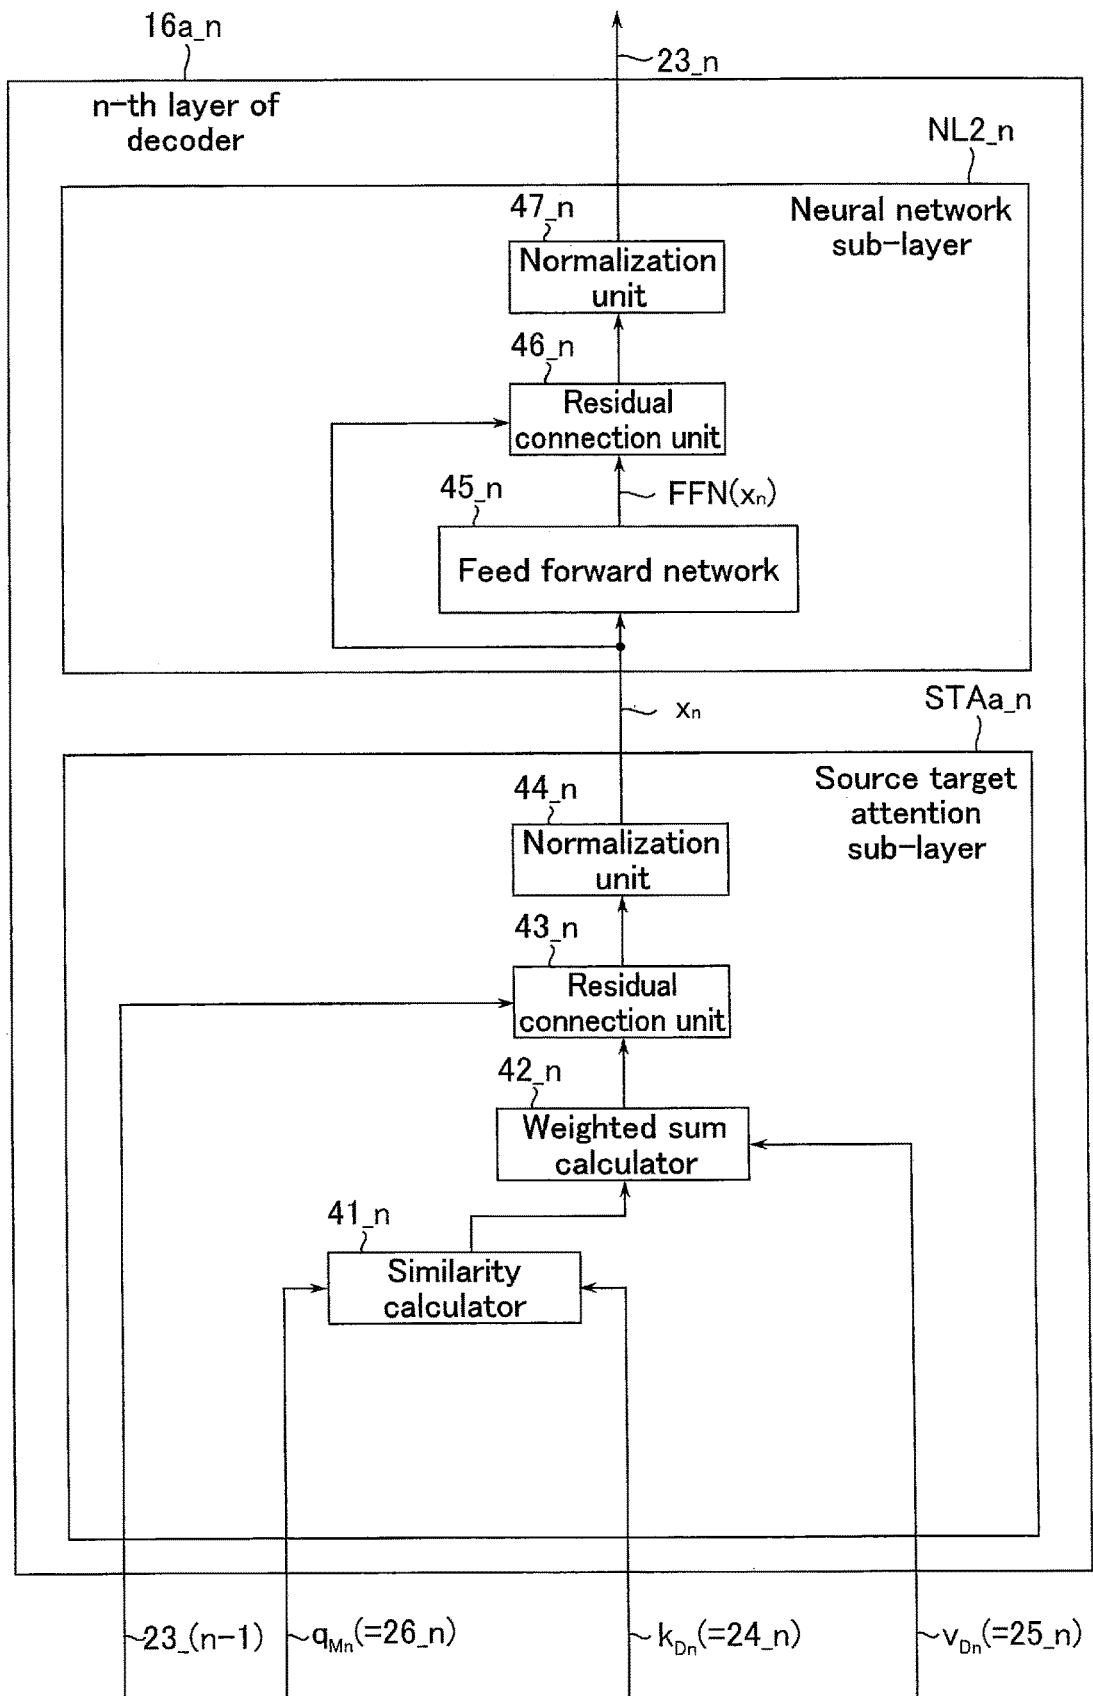 16a_n
23_n
n-th layer of
decoder
NL2_n
Neural network
sub-layer
47_n
Normalization
unit
46_n
Residual
connection unit
45_n
FFN(xn)
Feed forward network
xn
STAa_n
Source target
attention
sub-layer
44_n
Normalization
unit
43_n
Residual
connection unit
42_n
Weighted sum
calculator
41_n
Similarity
calculator
23_(n-1)
qMn(=26_n)
kDn(=24_n)
vDn(=25_n)